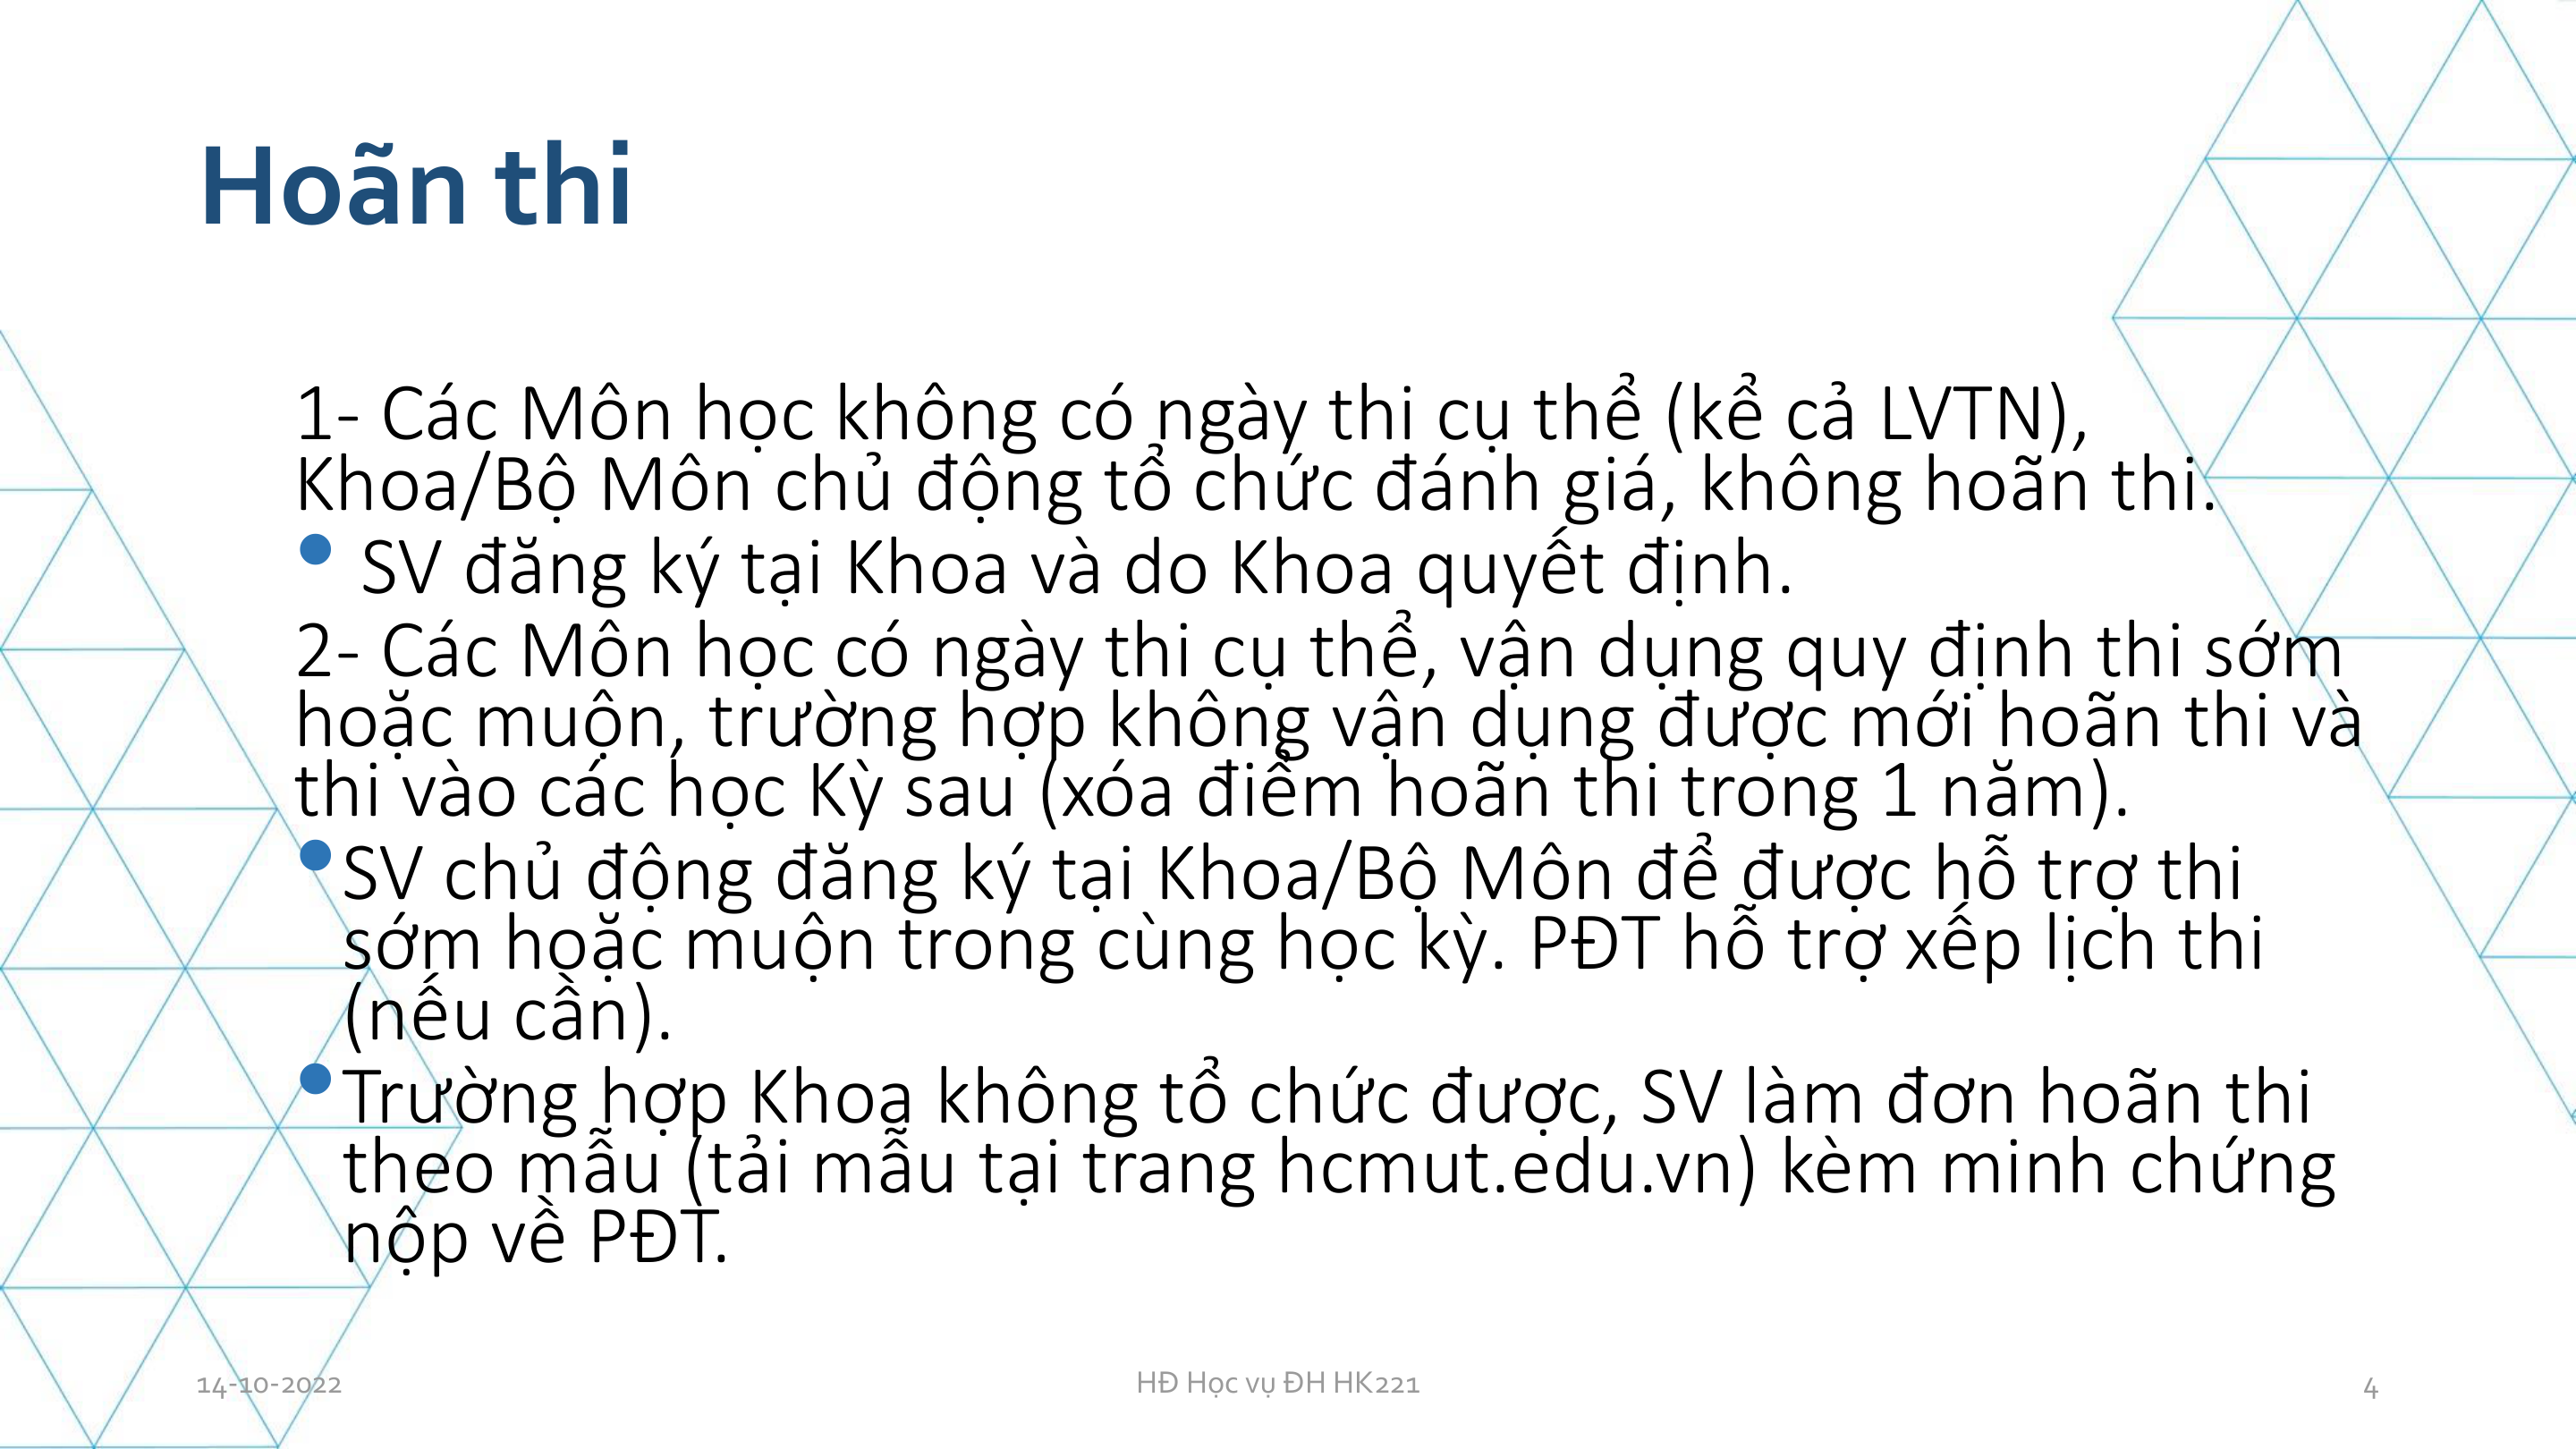 Hoãn thi
1- Các Môn học không có ngày thi cụ thể (kể cả LVTN),
Khoa/Bộ Môn chủ động tổ chức đánh giá, không hoãn thi.
• SV đăng ký tại Khoa và do Khoa quyết định.
2- Các Môn học có ngày thi cụ thể, vận dụng quy định thi sớm
hoặc muộn, trường hợp không vận dụng được mới hoãn thi và
thi vào các học Kỳ sau (xóa điểm hoãn thi trong 1 năm).
• SV chủ động đăng ký tại Khoa/Bộ Môn để được hỗ trợ thi
sớm hoặc muộn trong cùng học kỳ. PĐT hỗ trợ xếp lịch thi
(nếu cần).
• Trường hợp Khoa không tổ chức được, SV làm đơn hoãn thi
theo mẫu (tải mẫu tại trang hcmut.edu.vn) kèm minh chứng
nộp về PĐT.
14-10-2022
HĐ Học vụ ĐH HK221
4